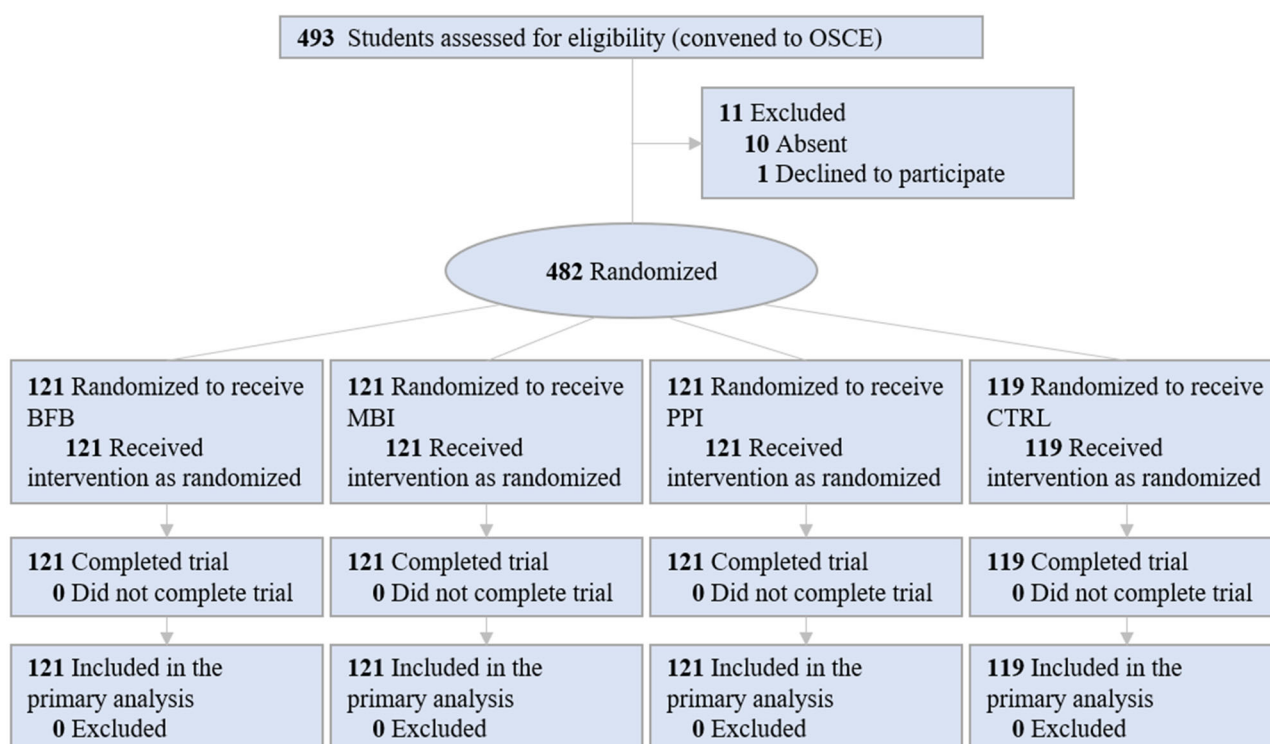 493 Students assessed for eligibility (convened to OSCE)
11 Excluded
10 Absent
1 Declined to participate
482 Randomized
121 Randomized to receive
BFB
121 Received
intervention as randomized
121 Randomized to receive
MBI
121 Received
intervention as randomized
121 Randomized to receive
PPI
121 Received
intervention as randomized
119 Randomized to receive
CTRL
119 Received
intervention as randomized
121 Completed trial
0 Did not complete trial
121 Completed trial
0 Did not complete trial
121 Completed trial
0 Did not complete trial
119 Completed trial
0 Did not complete trial
121 Included in the
primary analysis
0 Excluded
121 Included in the
primary analysis
0 Excluded
121 Included in the
primary analysis
0 Excluded
119 Included in the
primary analysis
0 Excluded